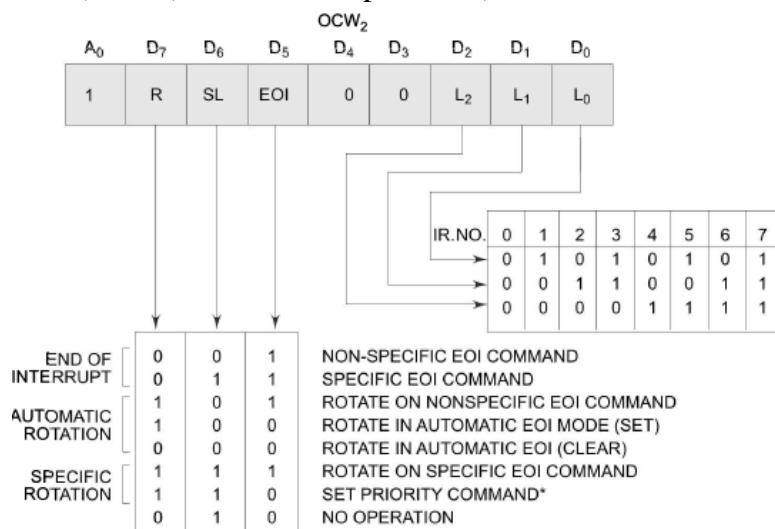 OCW2
A0 D7 D6 D5 D4 D3 D2 D1 D0
1 R SL EOI 0 0 L2 L1 L0
IR.NO. 0 1 2 3 4 5 6 7
0 1 0 1 0 1 0 1
0 0 1 1 0 0 1 1
0 0 0 0 1 1 1 1
END OF INTERRUPT
0 0 1 NON-SPECIFIC EOI COMMAND
0 1 1 SPECIFIC EOI COMMAND
AUTOMATIC ROTATION
1 0 1 ROTATE ON NONSPECIFIC EOI COMMAND
1 0 0 ROTATE IN AUTOMATIC EOI MODE (SET)
0 0 0 ROTATE IN AUTOMATIC EOI (CLEAR)
SPECIFIC ROTATION
1 1 1 ROTATE ON SPECIFIC EOI COMMAND
1 1 0 SET PRIORITY COMMAND*
0 1 0 NO OPERATION